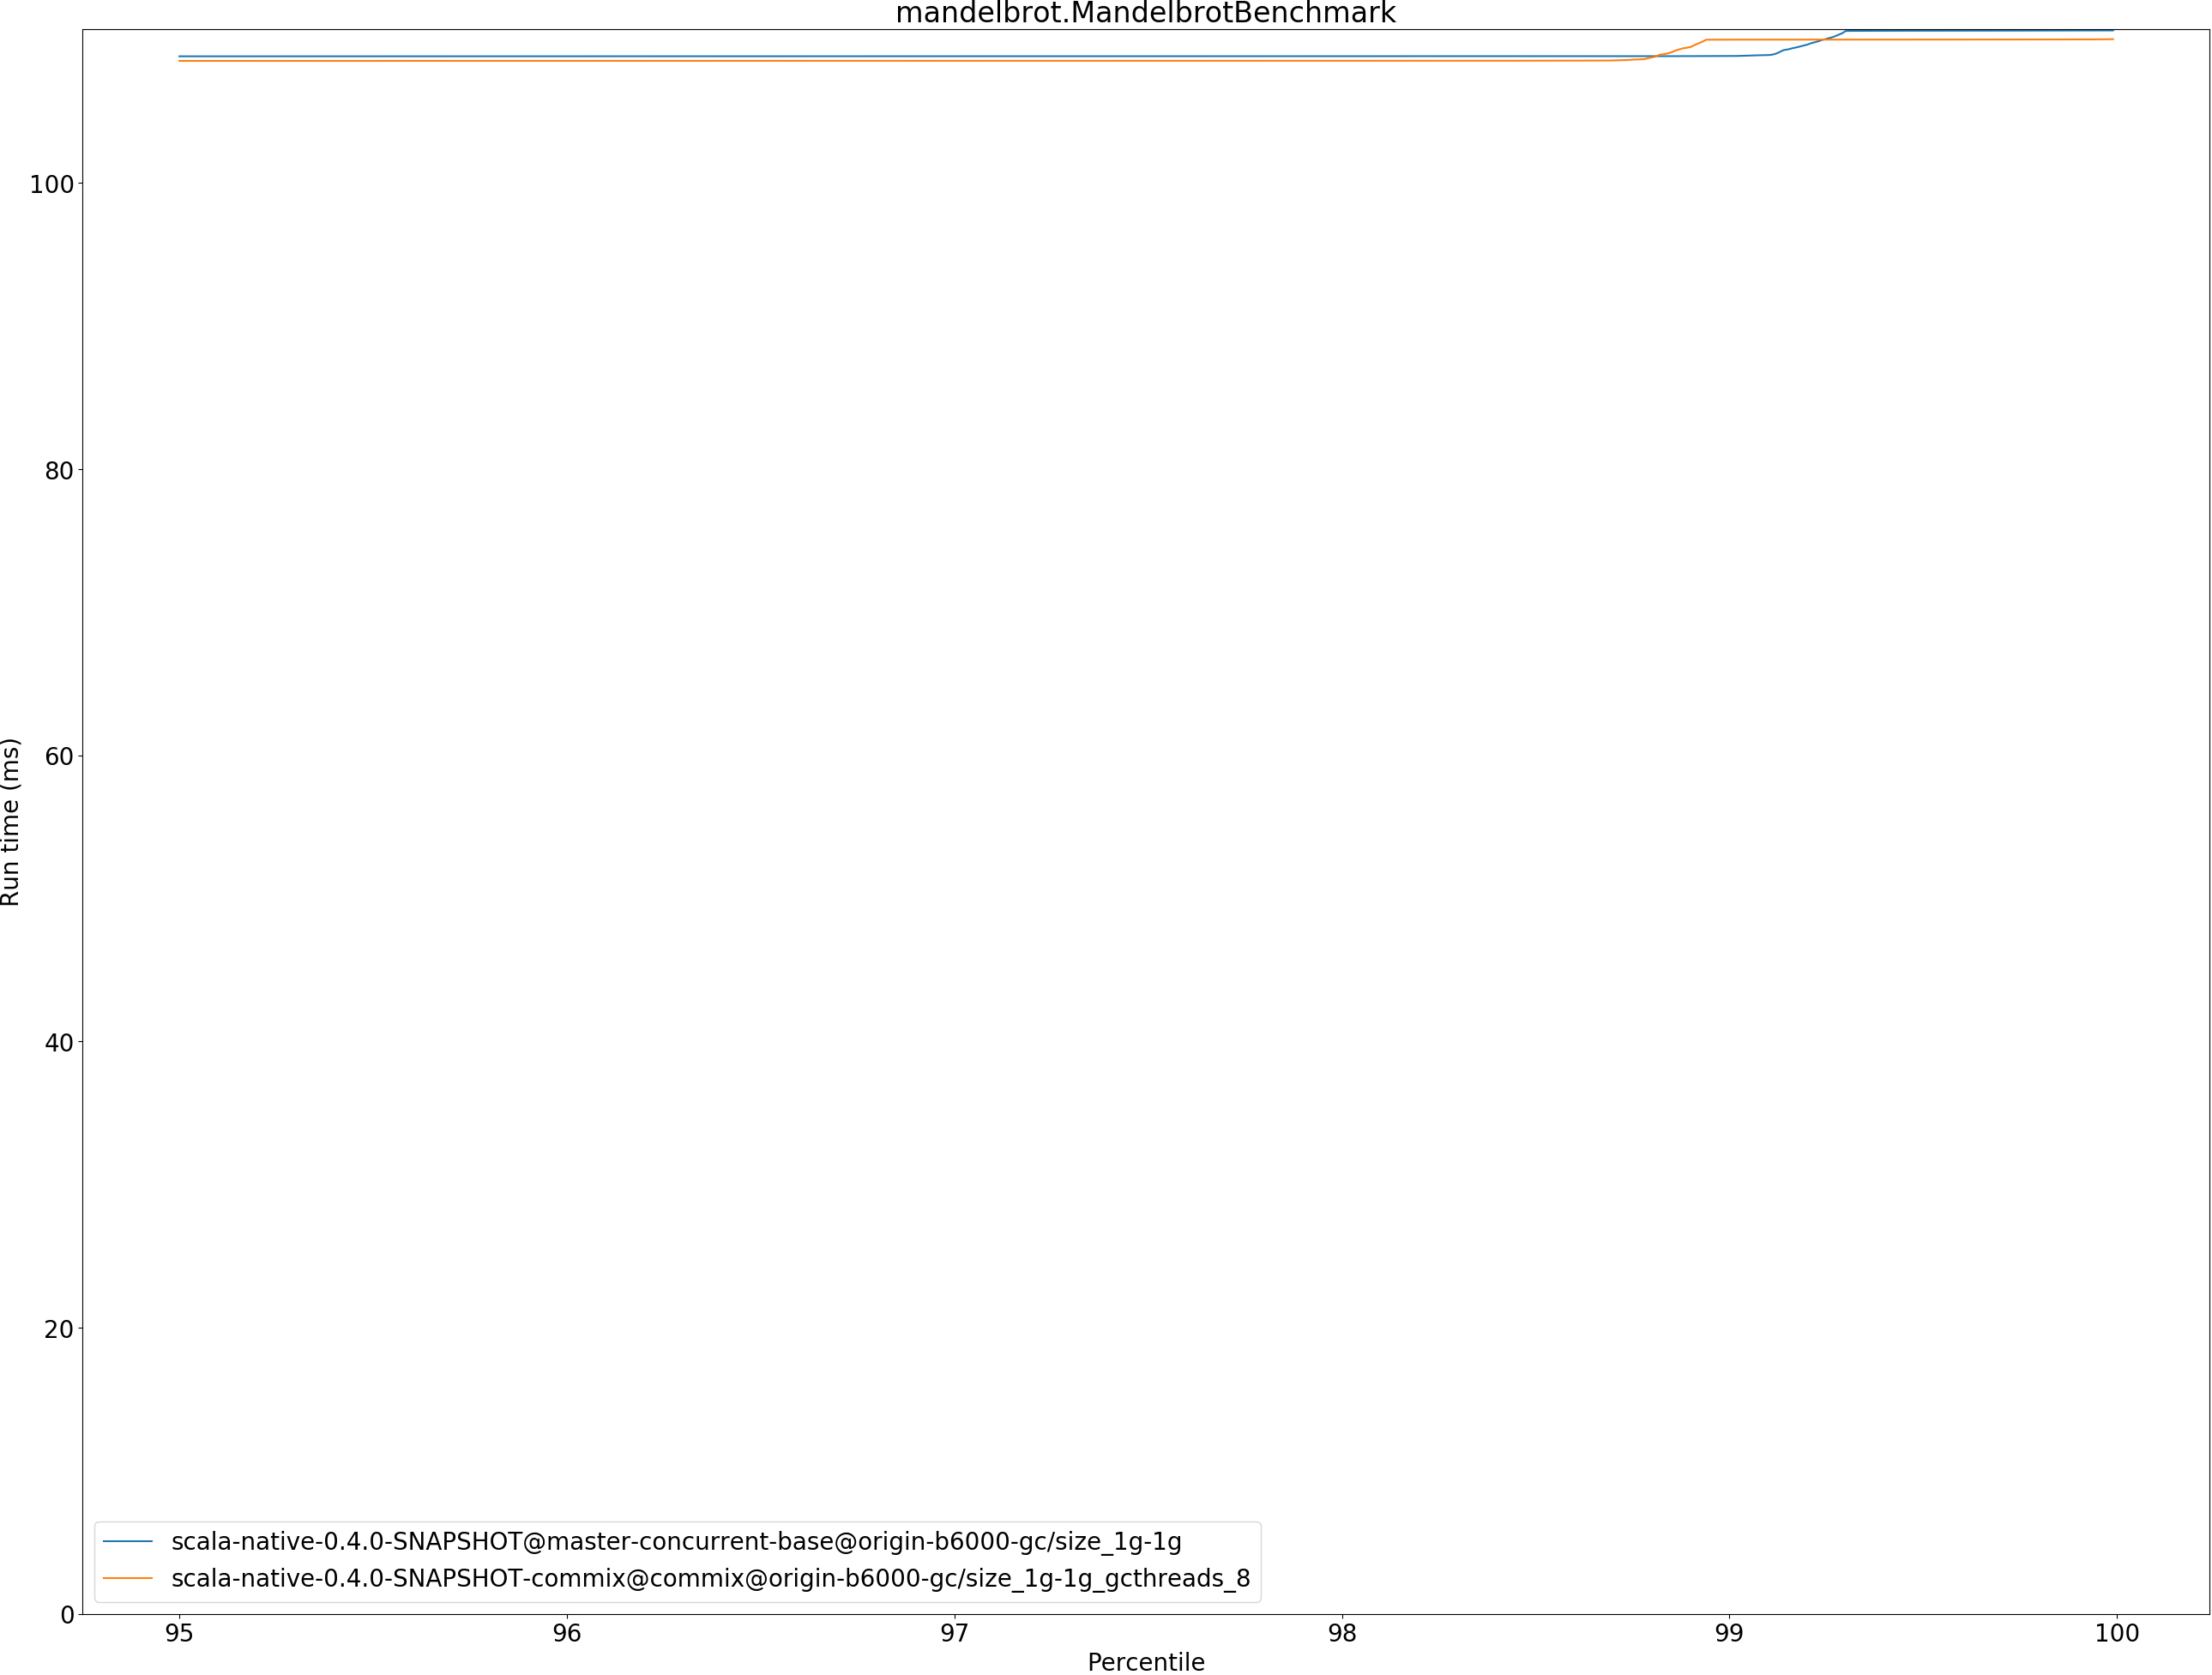 mandelbrot.MandelbrotBenchmark
Run time (ms)
100
80
60
40
20
0
scala-native-0.4.0-SNAPSHOT@master-concurrent-base@origin-b6000-gc/size_1g-1g
scala-native-0.4.0-SNAPSHOT-commix@commix@origin-b6000-gc/size_1g-1g_gcthreads_8
95 96 97 98 99 100
Percentile